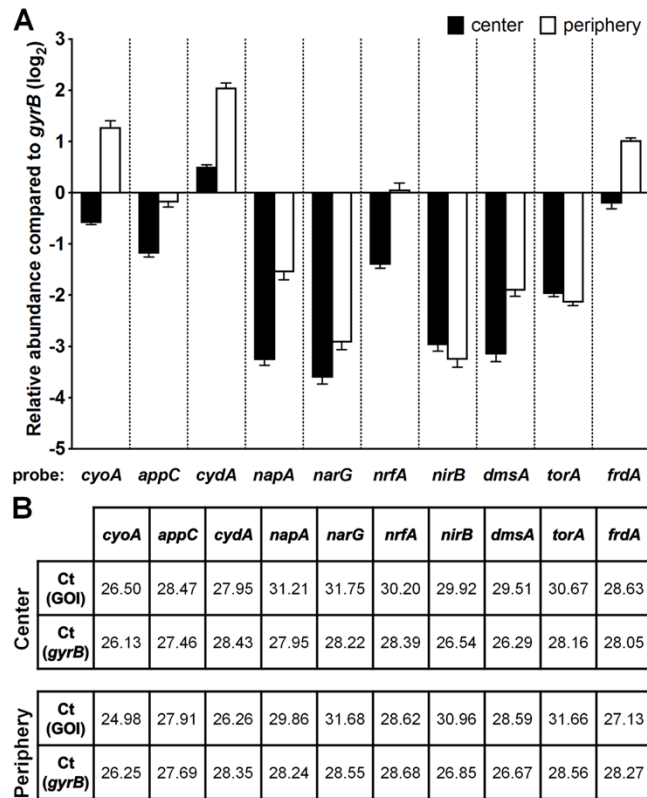 A
center periphery
Relative abundance compared to gyrB (log2)
3
2
1
0
-1
-2
-3
-4
-5
probe: cyoA appC cydA napA narG nrfA nirB dmsA torA frdA
B
cyoA appC cydA napA narG nrfA nirB dmsA torA frdA
Center
Ct (GOI) 26.50 28.47 27.95 31.21 31.75 30.20 29.92 29.51 30.67 28.63
Ct (gyrB) 26.13 27.46 28.43 27.95 28.22 28.39 26.54 26.29 28.16 28.05
Periphery
Ct (GOI) 24.98 27.91 26.26 29.86 31.68 28.62 30.96 28.59 31.66 27.13
Ct (gyrB) 26.25 27.69 28.35 28.24 28.55 28.68 26.85 26.67 28.56 28.27